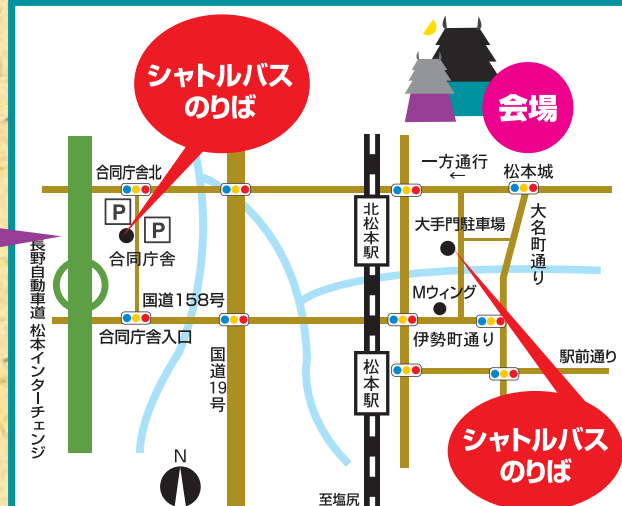 シャトルバス
のりば
会場
一方通行
←
松本城
合同庁舎北
P
P
合同庁舎
北松本駅
大手門駐車場
大名町通り
長野自動車道 松本インターチェンジ
国道158号
Mウィング
合同庁舎入口
伊勢町通り
国道19号
松本駅
駅前通り
シャトルバス
のりば
N
至塩尻